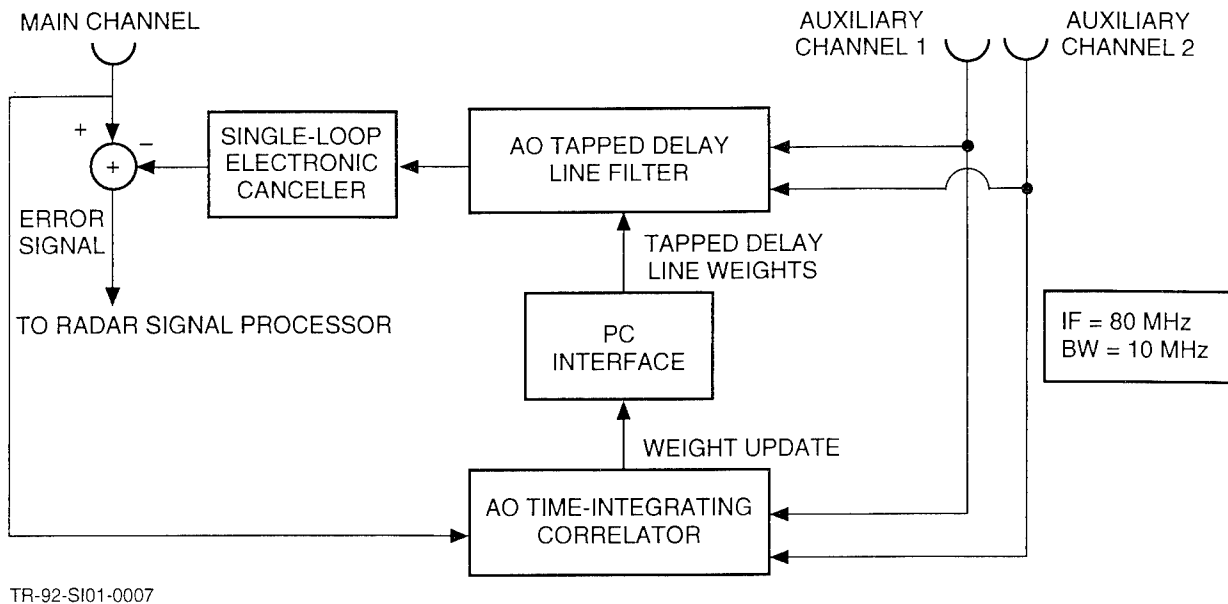 MAIN CHANNEL
AUXILIARY
CHANNEL 1
AUXILIARY
CHANNEL 2
+
−
+
SINGLE-LOOP
ELECTRONIC
CANCELER
AO TAPPED DELAY
LINE FILTER
ERROR
SIGNAL
TAPPED DELAY
LINE WEIGHTS
TO RADAR SIGNAL PROCESSOR
PC
INTERFACE
IF = 80 MHz
BW = 10 MHz
WEIGHT UPDATE
AO TIME-INTEGRATING
CORRELATOR
TR-92-SI01-0007